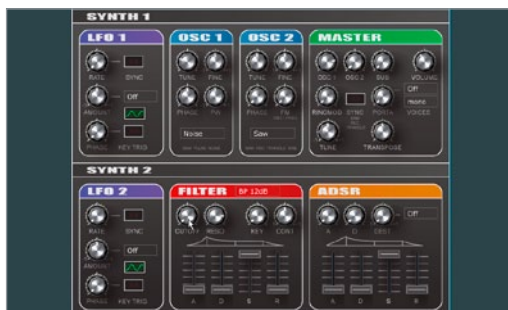 SYNTH 1
LFO 1
OSC 1
OSC 2
MASTER
RATE
SYNC
TUNE
FINE
TUNE
FINE
OSC 1
OSC 2
SUB
VOLUME
Off
AMOUNT
Off
PHASE
PW
PHASE
PW
RINGMOD
SYNC
PORTA
mono
VOICES
PHASE
KEY TRIG
Noise
Saw
TUNE
TRANSPOSE
SYNTH 2
LFO 2
FILTER
BP 12dB
ADSR
RATE
SYNC
CUTOFF
RESO
KEY
CONT
A
D
DEST
Off
Off
AMOUNT
PHASE
KEY TRIG
A
D
S
R
A
D
S
R